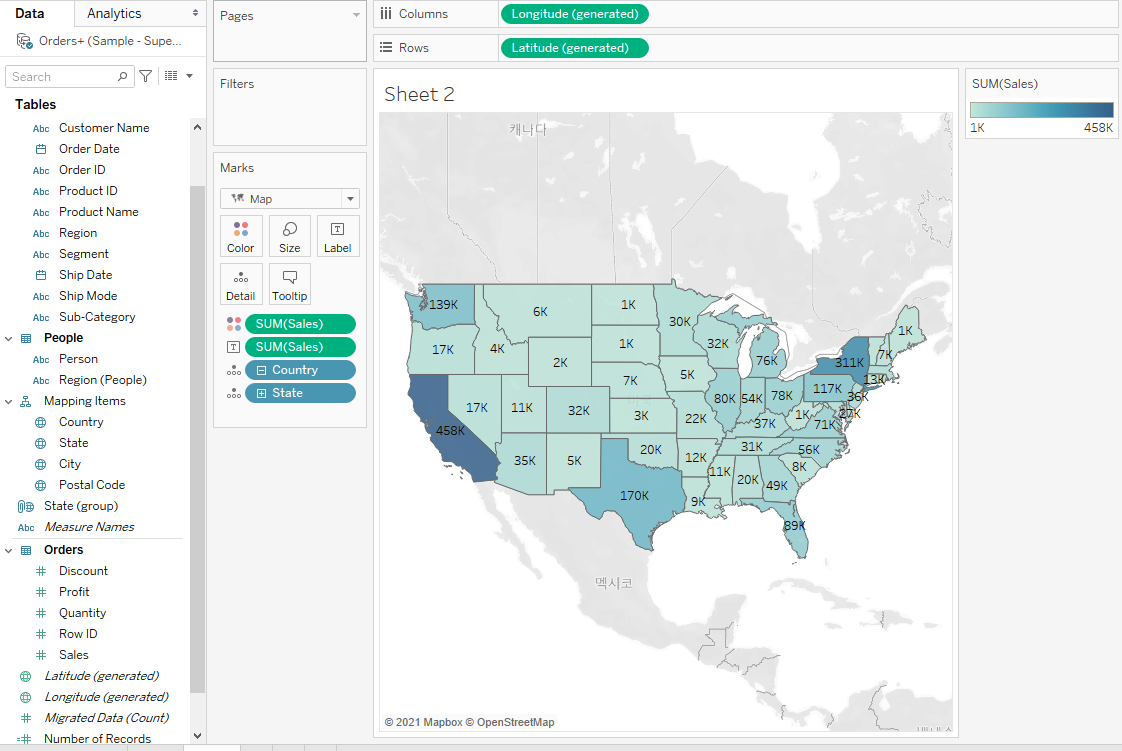 Data
Analytics
Orders+ (Sample - Supe...
Search
Tables
Abc Customer Name
Order Date
Abc Order ID
Abc Product ID
Abc Product Name
Abc Region
Abc Segment
Ship Date
Abc Ship Mode
Abc Sub-Category
People
Abc Person
Abc Region (People)
Mapping Items
Country
State
City
Postal Code
State (group)
Abc Measure Names
Orders
Discount
Profit
Quantity
Row ID
Sales
Latitude (generated)
Longitude (generated)
Migrated Data (Count)
Number of Records
Pages
Filters
Marks
Map
Color
Size
Label
Detail
Tooltip
SUM(Sales)
SUM(Sales)
Country
State
Columns
Longitude (generated)
Rows
Latitude (generated)
Sheet 2
캐나다
139K
6K
1K
30K
1K
17K
4K
1K
32K
7K
2K
76K
311K
7K
5K
13K
117K
36K
17K
11K
32K
3K
80K
54K
78K
27K
458K
22K
37K
1K
71K
35K
5K
20K
31K
56K
12K
8K
11K
20K
49K
170K
9K
89K
멕시코
© 2021 Mapbox © OpenStreetMap
SUM(Sales)
1K
458K